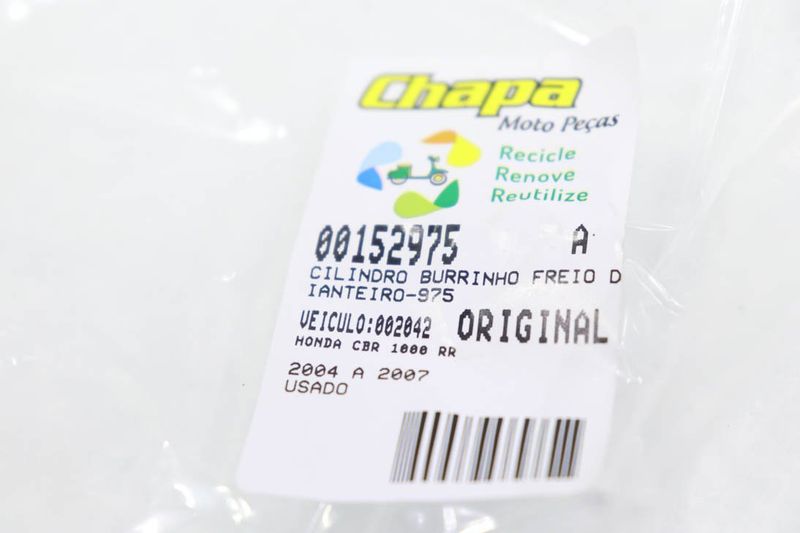 Chapa
Moto Peças
Recicle
Renove
Reutilize
00152975 A
CILINDRO BURRINHO FREIO D
IANTEIRO-975
VEICULO:002042 ORIGINAL
HONDA CBR 1000 RR
2004 A 2007
USADO